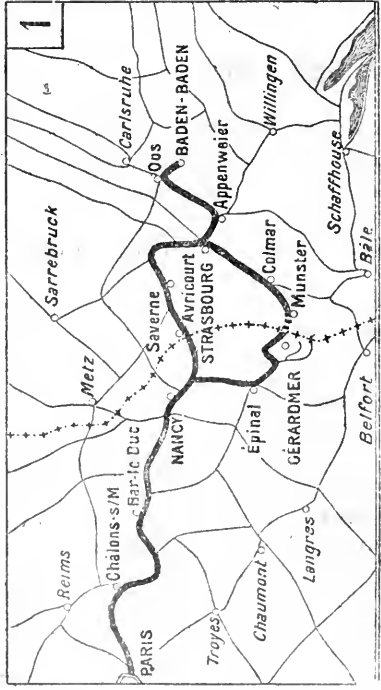 1
Carlsruhe
Oos
BADEN-BADEN
Appenwaier
Willingen
Schaffhouse
Sarrebruck
Saverne
Avricourt
STRASBOURG
Colmar
Munster
Bâle
Metz
NANCY
Épinal
GÉRARDMER
Belfort
Reims
Châlons-s/M
Bar-le Duc
Chaumont
Langres
PARIS
Troyes